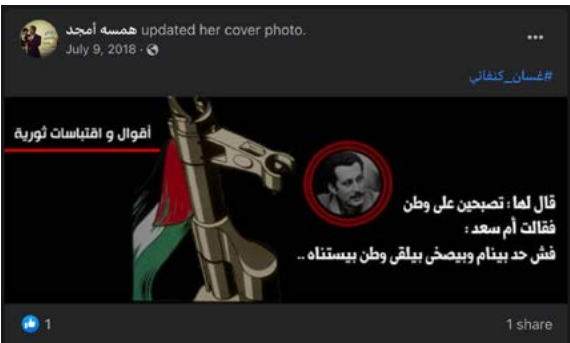 همسه أمجد updated her cover photo.
July 9, 2018 ·
#غسان_كنفاني
أقوال و اقتباسات ثورية
قال لها : تصبحين على وطن
فقالت أم سعد :
فش حد بينام وبيصخى بيلقى وطن بيستناه ..
1
1 share